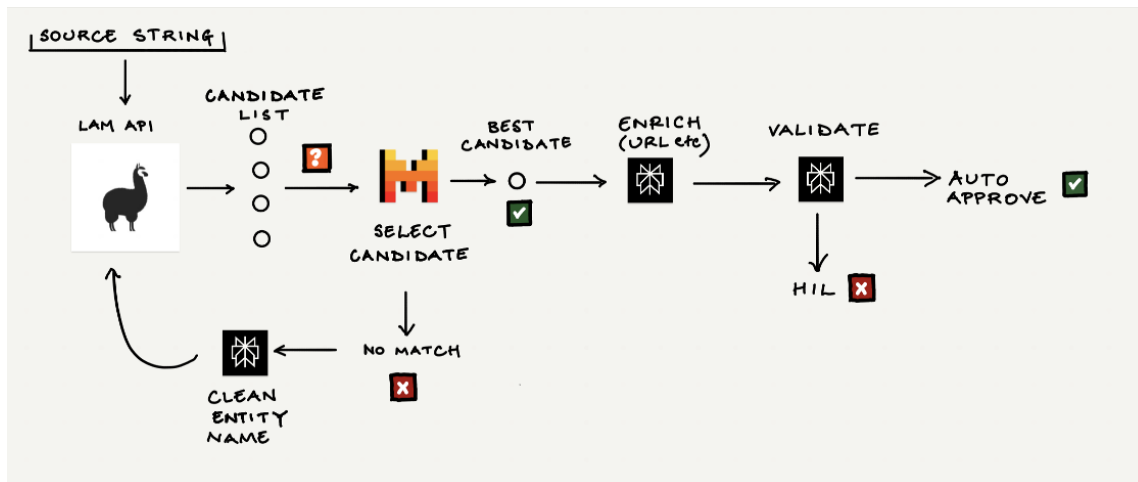 SOURCE STRING
LAM API
CANDIDATE
LIST
?
SELECT
CANDIDATE
BEST
CANDIDATE
ENRICH
(URL etc)
VALIDATE
AUTO
APPROVE
HIL
NO MATCH
CLEAN
ENTITY
NAME